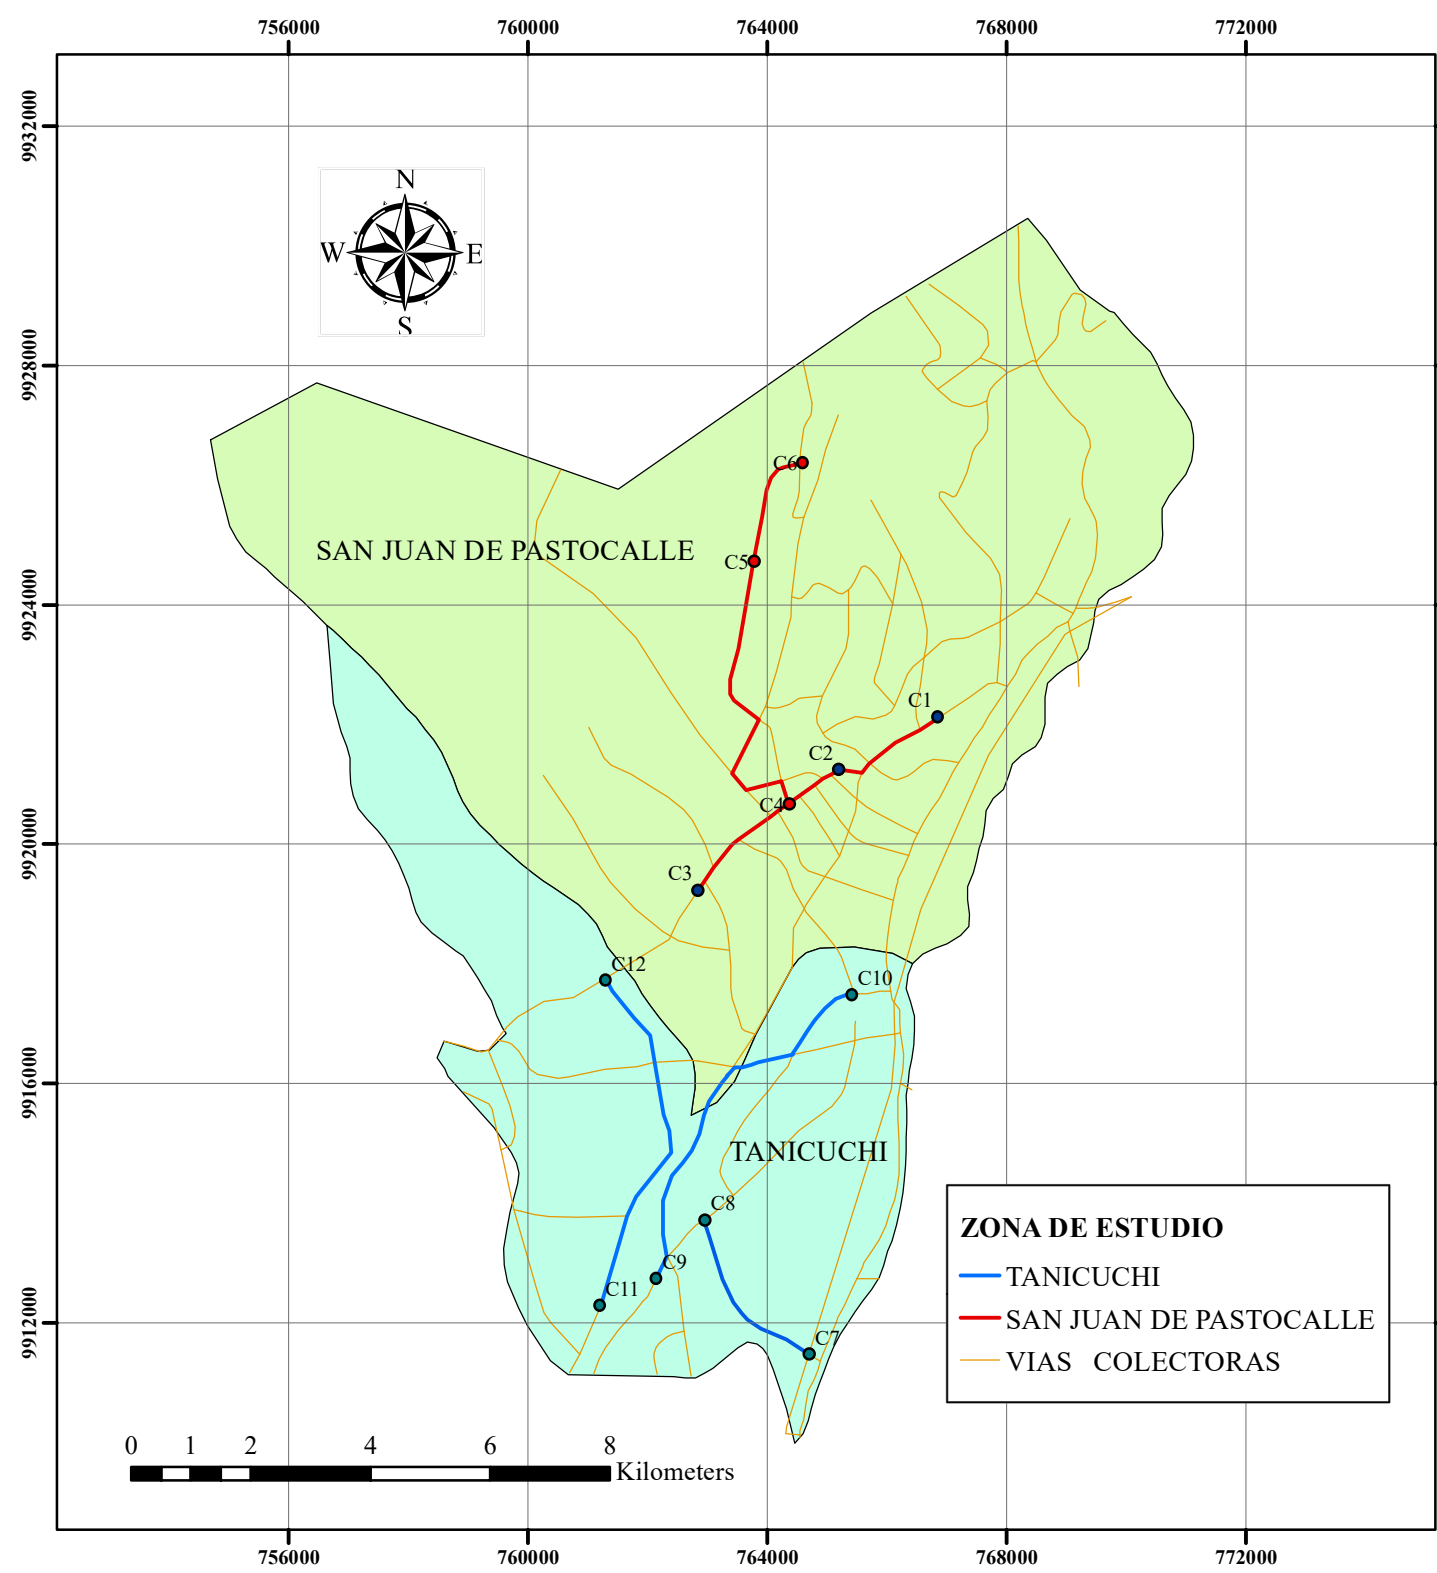 756000 760000 764000 768000 772000
9932000
N
W E
S
9928000
C6
SAN JUAN DE PASTOCALLE
C5
9924000
C1
C2
C4
9920000
C3
C12
C10
9916000
TANICUCHI
C8
ZONA DE ESTUDIO
C9
TANICUCHI
C11
SAN JUAN DE PASTOCALLE
9912000
C7
VIAS COLECTORAS
0 1 2 4 6 8
Kilometers
756000 760000 764000 768000 772000